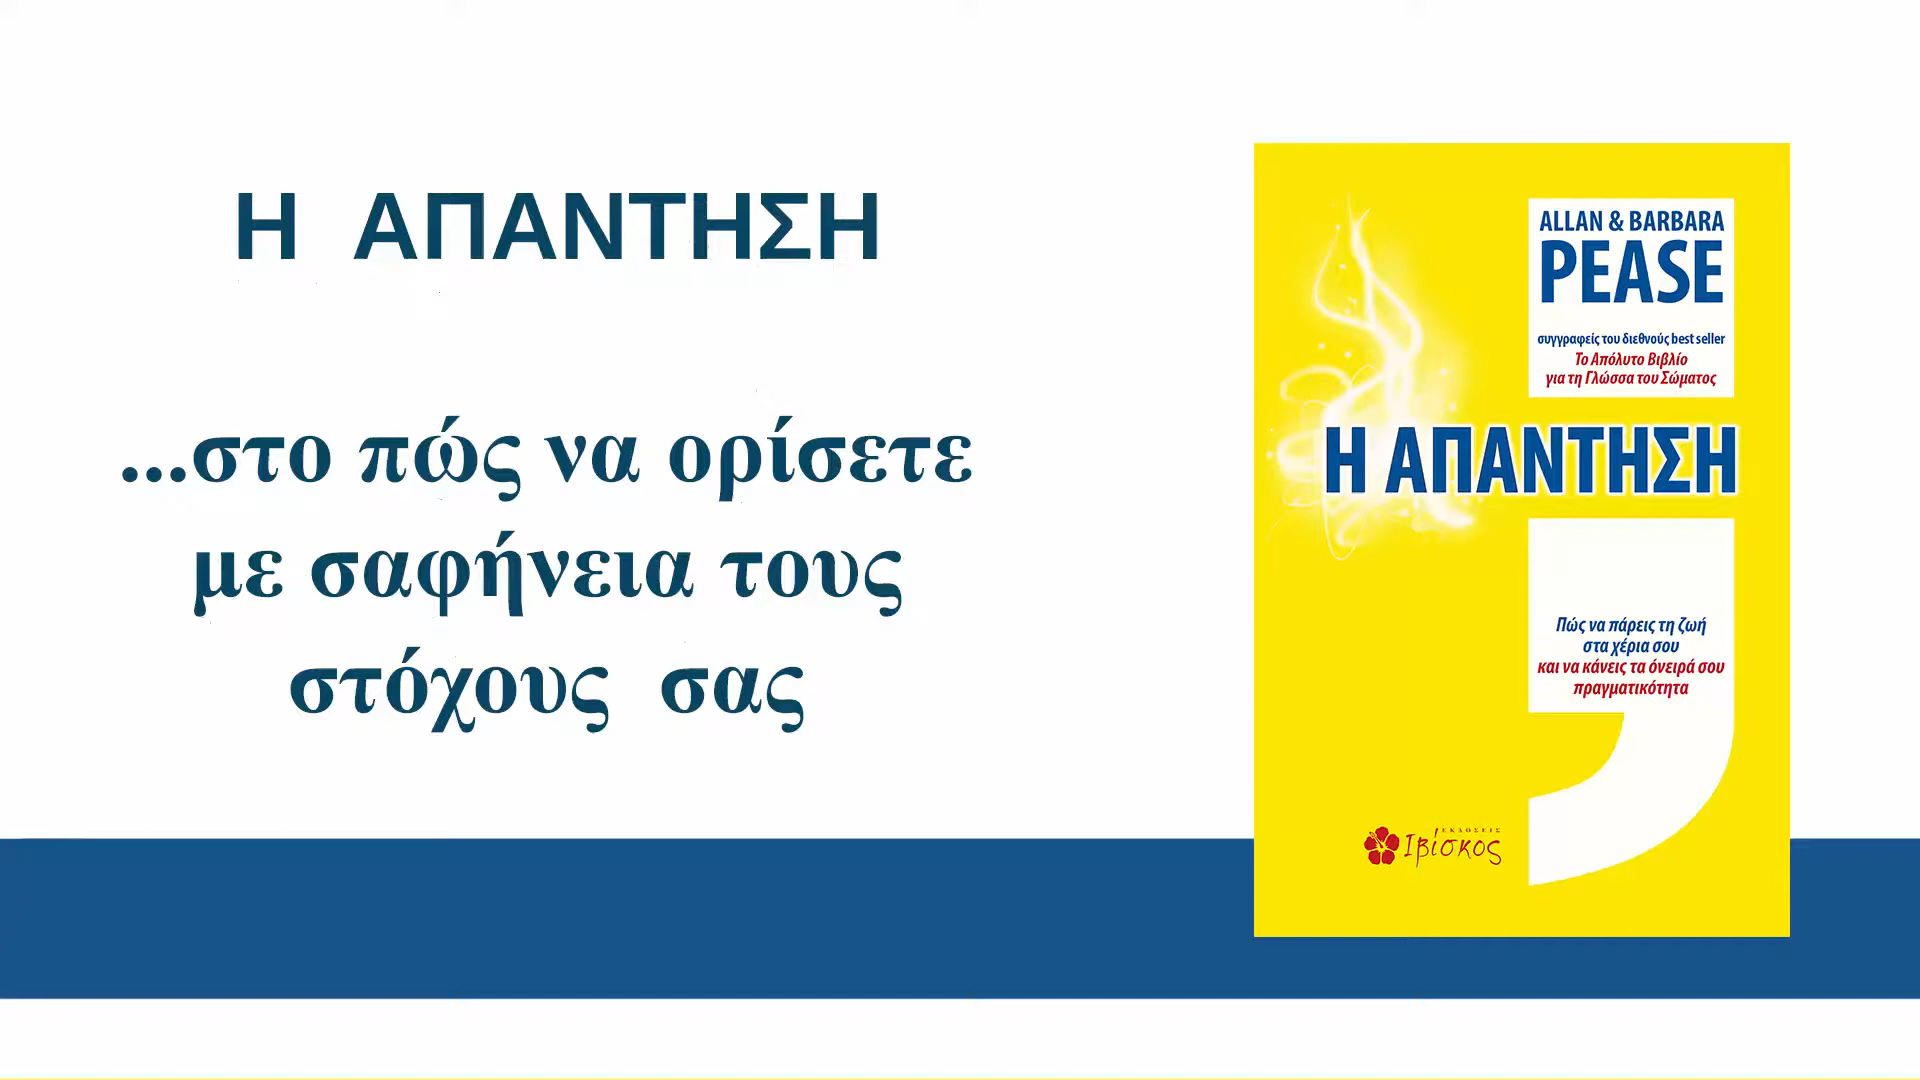 Η ΑΠΑΝΤΗΣΗ
...στο πώς να ορίσετε
με σαφήνεια τους
στόχους σας
ALLAN & BARBARA
PEASE
συγγραφείς του διεθνούς best seller
Το Απόλυτο Βιβλίο
για τη Γλώσσα του Σώματος
Η ΑΠΑΝΤΗΣΗ
Πώς να πάρεις τη ζωή
στα χέρια σου
και να κάνεις τα όνειρά σου
πραγματικότητα
ΕΚΔΟΣΕΙΣ
Ιβίσκος